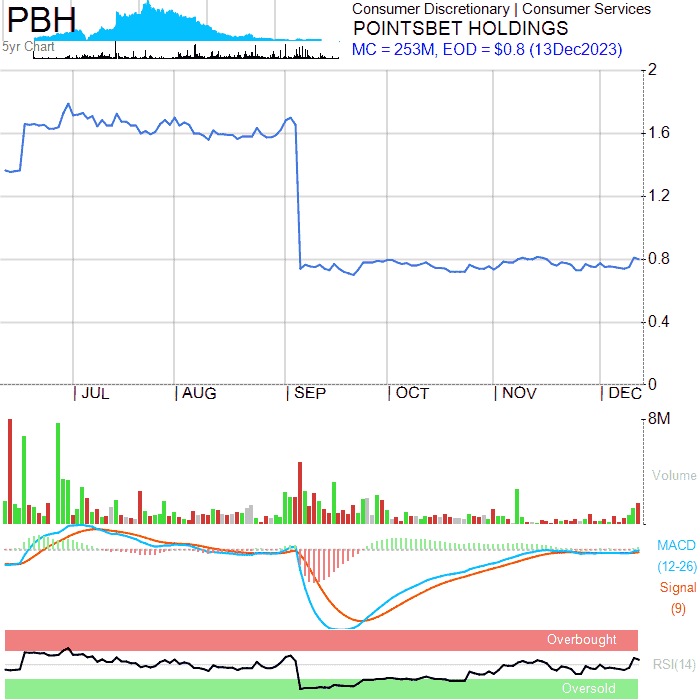 PBH
5yr Chart
Consumer Discretionary | Consumer Services
POINTSBET HOLDINGS
MC = 253M, EOD = $0.8 (13Dec2023)
2
1.6
1.2
0.8
0.4
0
| JUL | AUG | SEP | OCT | NOV | DEC
8M
Volume
MACD
(12-26)
Signal
(9)
Overbought
RSI(14)
Oversold